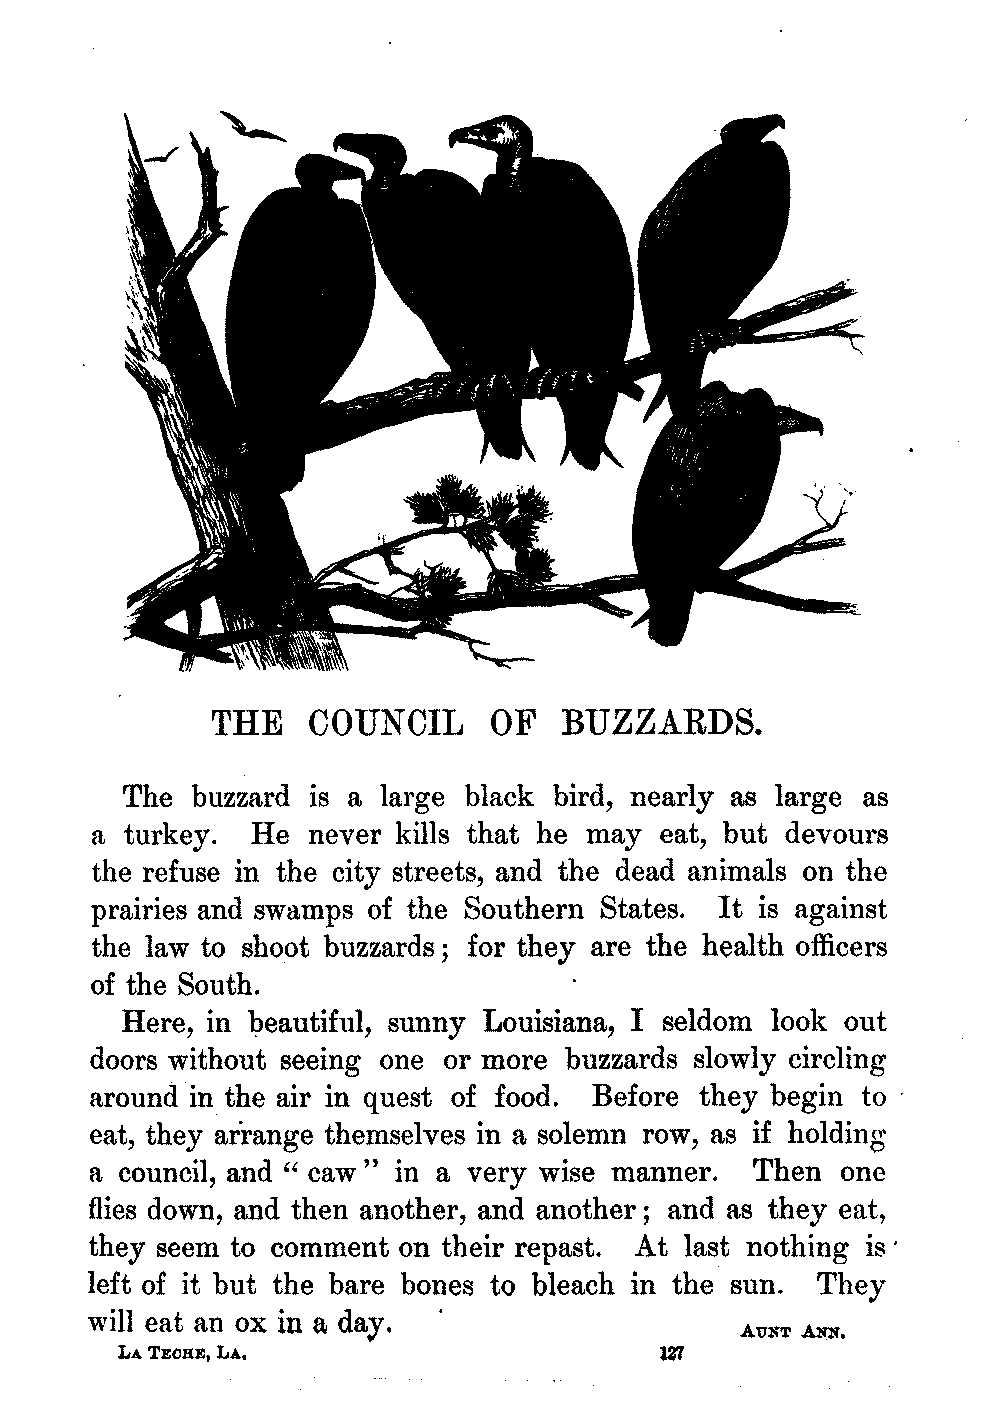 THE COUNCIL OF BUZZARDS.
The buzzard is a large black bird, nearly as large as
a turkey. He never kills that he may eat, but devours
the refuse in the city streets, and the dead animals on the
prairies and swamps of the Southern States. It is against
the law to shoot buzzards; for they are the health officers
of the South.
Here, in beautiful, sunny Louisiana, I seldom look out
doors without seeing one or more buzzards slowly circling
around in the air in quest of food. Before they begin to
eat, they arrange themselves in a solemn row, as if holding
a council, and “caw” in a very wise manner. Then one
flies down, and then another, and another; and as they eat,
they seem to comment on their repast. At last nothing is
left of it but the bare bones to bleach in the sun. They
will eat an ox in a day.
AUNT ANN.
LA TECHE, LA.
127